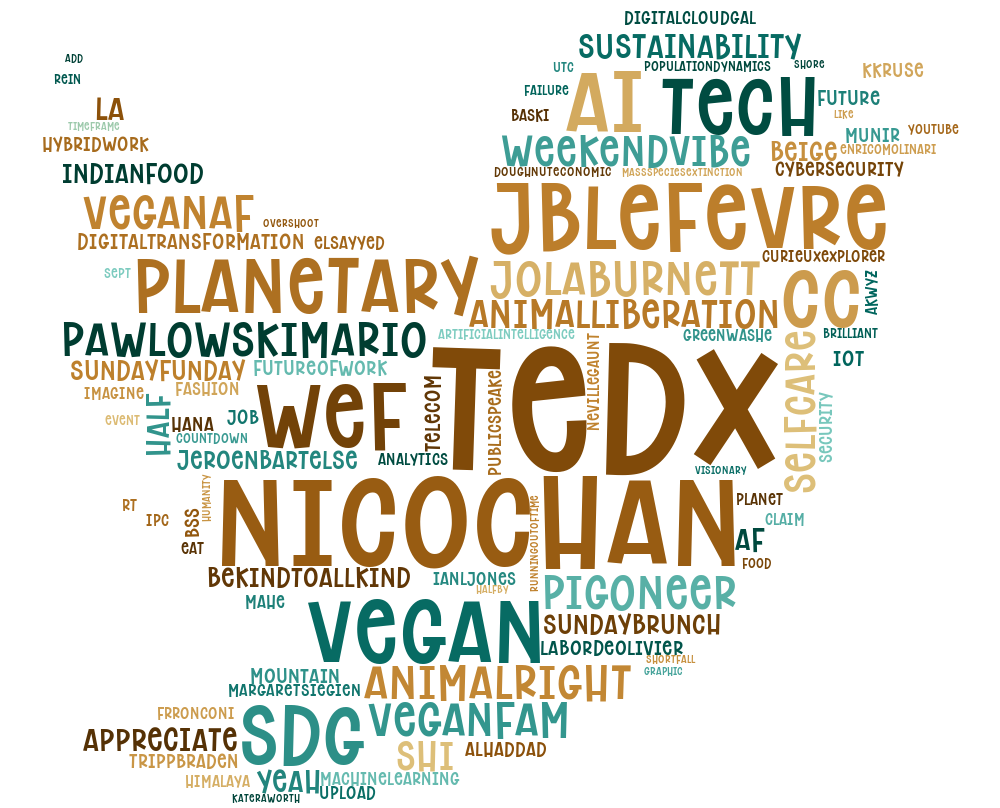 DIGITALCLOUDGAL
SUSTAINABILITY
ADD
UTC
POPULATIONDYNAMICS
SHORE
KKRUSE
REIN
FAILURE
AI
TECH
FUTURE
LA
BASKI
LIKE
TIMEFRAME
MUNIR
YOUTUBE
HYBRIDWORK
WEEKENDVIBE
BEIGE
ENRICOMOLINARI
INDIANFOOD
DOUGHNUTECONOMIC
MASSSPECIESEXTINCTION
CYBERSECURITY
VEGANAF
OVERSHOOT
JBLEFEVRE
DIGITALTRANSFORMATION
ELSAYYED
CURIEUXEXPLORER
SEPT
PLANETARY
JOLABURNETT
CC
AKWYZ
ANIMALLIBERATION
PAWLOWSKIMARIO
ARTIFICIALINTELLIGENCE
GREENWASHE
BRILLIANT
SUNDAYFUNDAY
FUTUREOFWORK
NEVILLEGAUNT
IOT
IMAGINE
FASHION
WEF
TELECOM
TEDX
PUBLICSPEAKE
SELFCARE
SECURITY
EVENT
HALF
HANA
JOB
COUNTDOWN
JEROENBARTELSE
ANALYTICS
VISIONARY
HUMANITY
NICOCHAN
PLANET
RT
IPC
BSS
RUNNINGOUTOFTIME
CLAIM
EAT
AF
FOOD
BEKINDTOALLKIND
IANLJONES
HALFBY
PIGONEER
MAHE
VEGAN
SUNDAYBRUNCH
LABORDEOLIVIER
SHORTFALL
MOUNTAIN
ANIMALRIGHT
GRAPHIC
MARGARETSIEGIEN
FRRONCONI
SDG
VEGANFAM
APPRECIATE
SHI
ALHADDAD
TRIPPBRADEN
HIMALAYA
YEAH
MACHINELEARNING
KATERAWORTH
UPLOAD